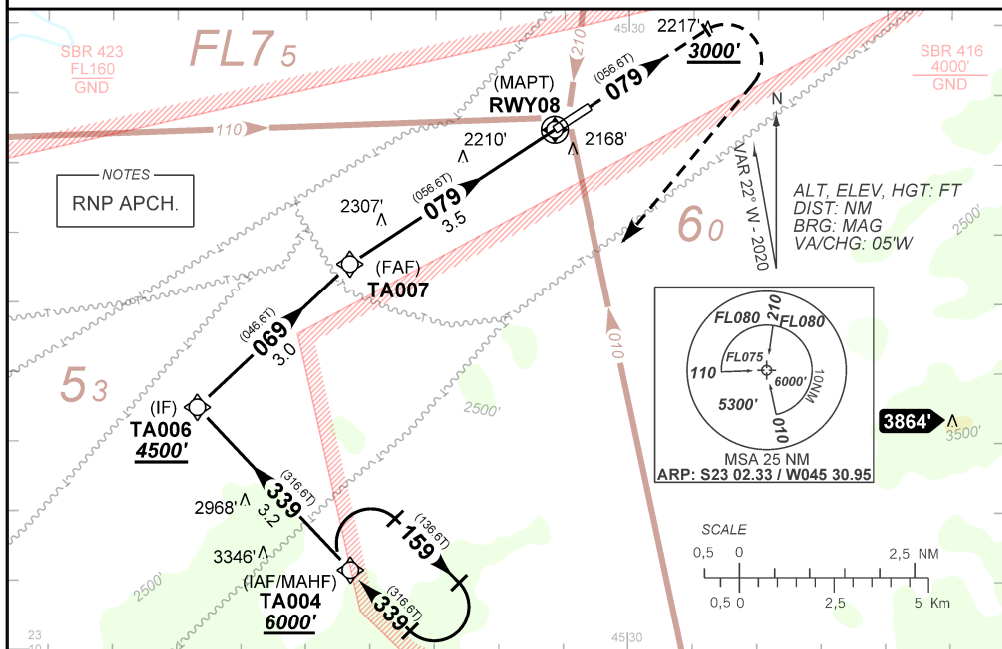 45 30
2217'
3000'
SBR 423
FL160
GND
FL75
210
SBR 416
4000'
GND
(MAPT)
RWY08
(056.6T)
079
N
110
2210'
2168'
VAR 22° W - 2020
NOTES
RNP APCH.
(056.6T)
079
3.5
2307'
60
ALT, ELEV, HGT: FT
DIST: NM
BRG: MAG
VA/CHG: 05'W
2500'
(FAF)
TA007
(046.6T)
069
3.0
010
FL080
210
FL080
FL075
110
6000'
10NM
5300'
010
MSA 25 NM
ARP: S23 02.33 / W045 30.95
53
(IF)
TA006
4500'
2500'
3864'
3500'
(316.6T)
339
3.2
2968'
3346'
(136.6T)
159
(IAF/MAHF)
TA004
6000'
(316.6T)
339
2500'
SCALE
0,5 0 2,5 NM
0,5 0 2,5 5 Km
23
10
45 30